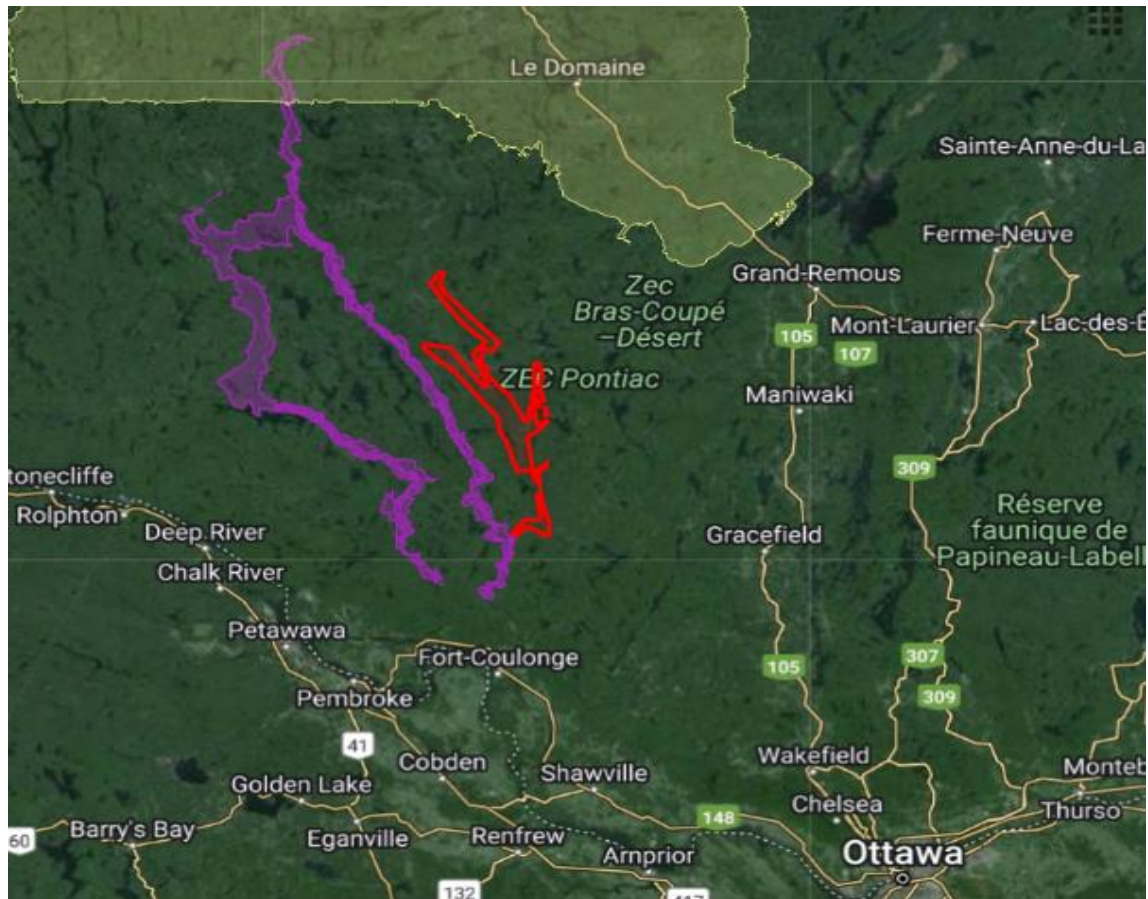 Le Domaine
Sainte-Anne-du-La
Ferme-Neuve
Grand-Remous
Zec
Bras-Coupé
–Désert
105
Mont-Laurier
107
Lac-des-É
ZEC Pontiac
Maniwaki
309
tonecliffe
Rolphton
Deep River
Chalk River
Réserve
faunique de
Papineau-Labell
Gracefield
Petawawa
Fort-Coulonge
105
307
309
Pembroke
41
Cobden
Wakefield
Golden Lake
Shawville
Monteb
Chelsea
Thurso
148
60
Barry's Bay
Eganville
Renfrew
Arnprior
Ottawa
132
417